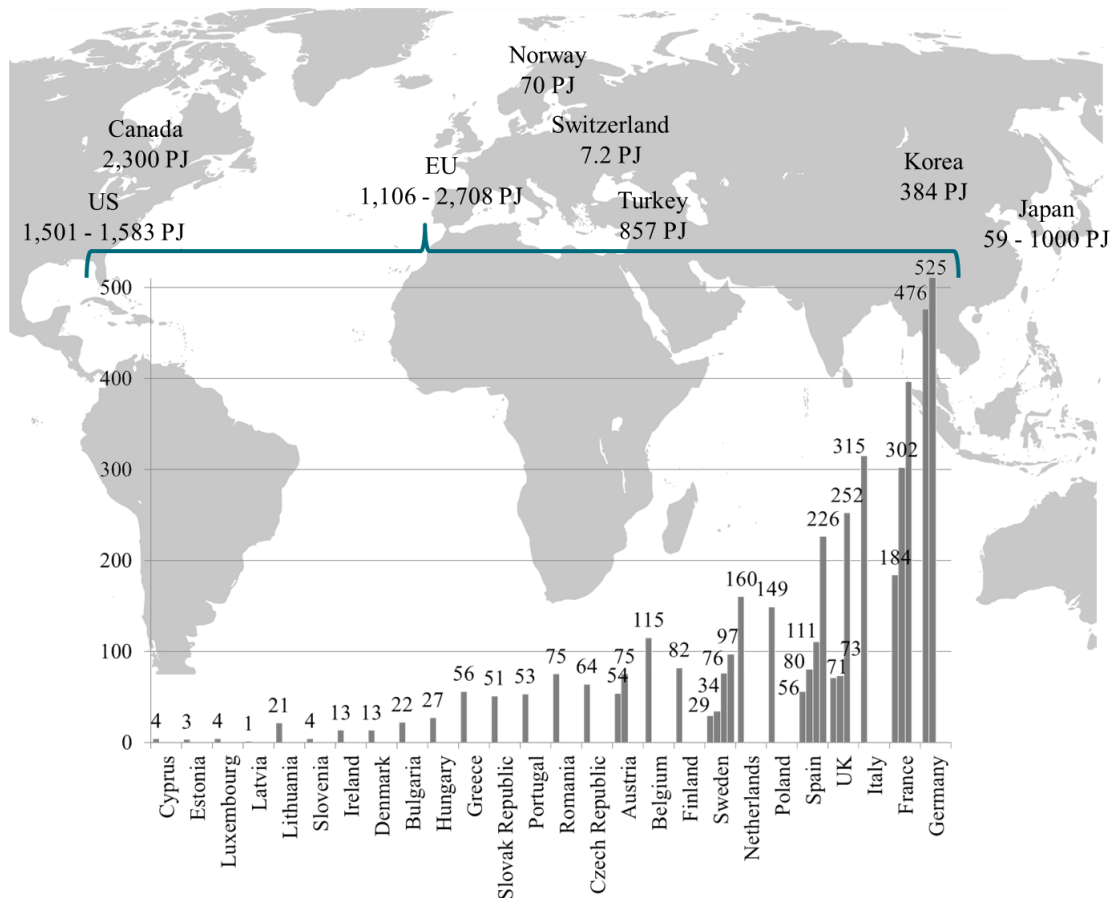 Norway
70 PJ
Canada
2,300 PJ
Switzerland
7.2 PJ
EU
1,106 - 2,708 PJ
Korea
384 PJ
US
1,501 - 1,583 PJ
Turkey
857 PJ
Japan
59 - 1000 PJ
500
400
300
200
100
0
4
3
4
1
21
4
13
13
22
27
56
51
53
75
64
54
75
115
82
29
34
76
97
160
149
56
80
111
226
71
73
252
315
184
302
476
525
Cyprus
Estonia
Luxembourg
Latvia
Lithuania
Slovenia
Ireland
Denmark
Bulgaria
Hungary
Greece
Slovak Republic
Portugal
Romania
Czech Republic
Austria
Belgium
Finland
Sweden
Netherlands
Poland
Spain
UK
Italy
France
Germany